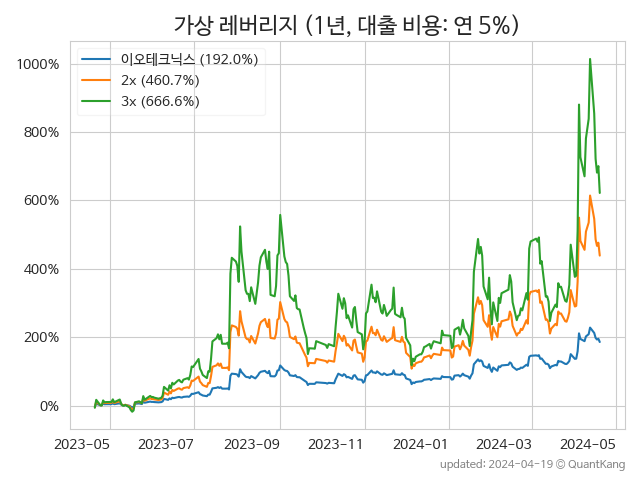 가상 레버리지 (1년, 대출 비용: 연 5%)
이오테크닉스 (192.0%)
2x (460.7%)
3x (666.6%)
1000%
800%
600%
400%
200%
0%
2023-05 2023-07 2023-09 2023-11 2024-01 2024-03 2024-05
updated: 2024-04-19 © QuantKang